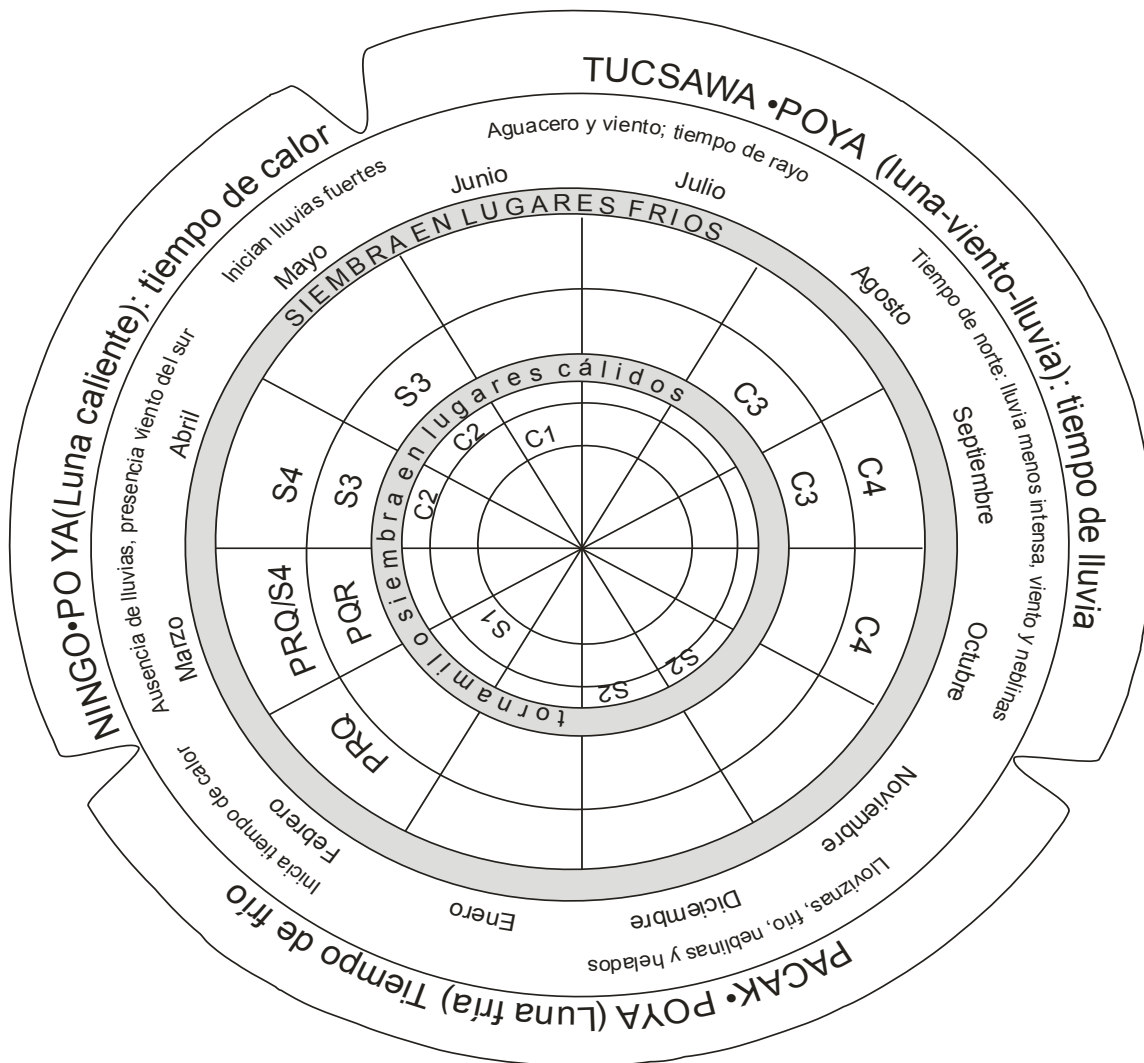 TUCSAWA •POYA (luna-viento-lluvia): tiempo de lluvia
PACAK• POYA (Luna fría) Tiempo de frío
NINGO•PO YA(Luna caliente): tiempo de calor
Aguacero y viento; tiempo de rayo
Tiempo de norte: lluvia menos intensa, viento y neblinas
Lloviznas, frio, neblinas y helados
Inicia tiempo de calor
Ausencia de lluvias, presencia viento del sur
Inician lluvias fuertes
Junio
Julio
Agosto
Septiembre
Octubre
Noviembre
Diciembre
Enero
Febrero
Marzo
Abril
Mayo
SIEMBRA EN LUGARES FRIOS
S3
C3
S4
S3
C3
C4
PRQ/S4
PQR
C4
PRQ
tornamilo siembra en lugares cálidos
C2
C1
C2
S1
S2
S2